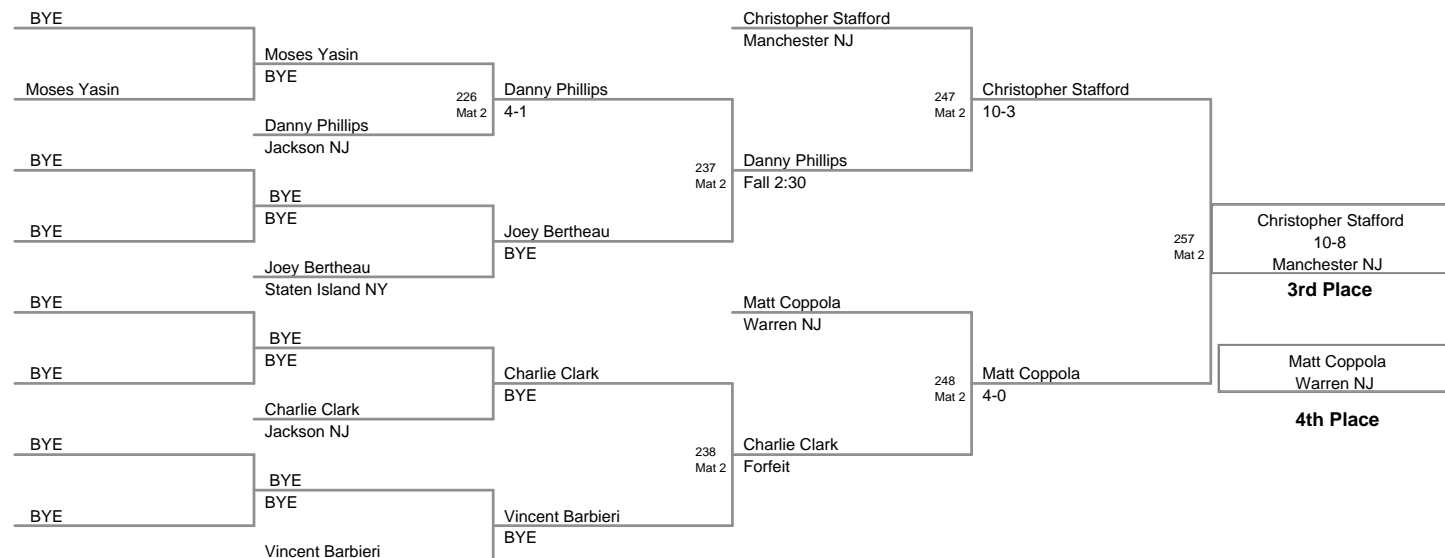 BYE
Moses Yasin
BYE
BYE
BYE
BYE
BYE
BYE
Moses Yasin
BYE
Danny Phillips
Jackson NJ
BYE
BYE
Joey Bertheau
Staten Island NY
BYE
BYE
Charlie Clark
Jackson NJ
BYE
BYE
Vincent Barbieri
226
Mat 2
Danny Phillips
4-1
Joey Bertheau
BYE
Charlie Clark
BYE
Vincent Barbieri
BYE
237
Mat 2
238
Mat 2
Christopher Stafford
Manchester NJ
Danny Phillips
Fall 2:30
Matt Coppola
Warren NJ
Charlie Clark
Forfeit
247
Mat 2
248
Mat 2
Christopher Stafford
10-3
Matt Coppola
4-0
257
Mat 2
Christopher Stafford
10-8
Manchester NJ
3rd Place
Matt Coppola
Warren NJ
4th Place